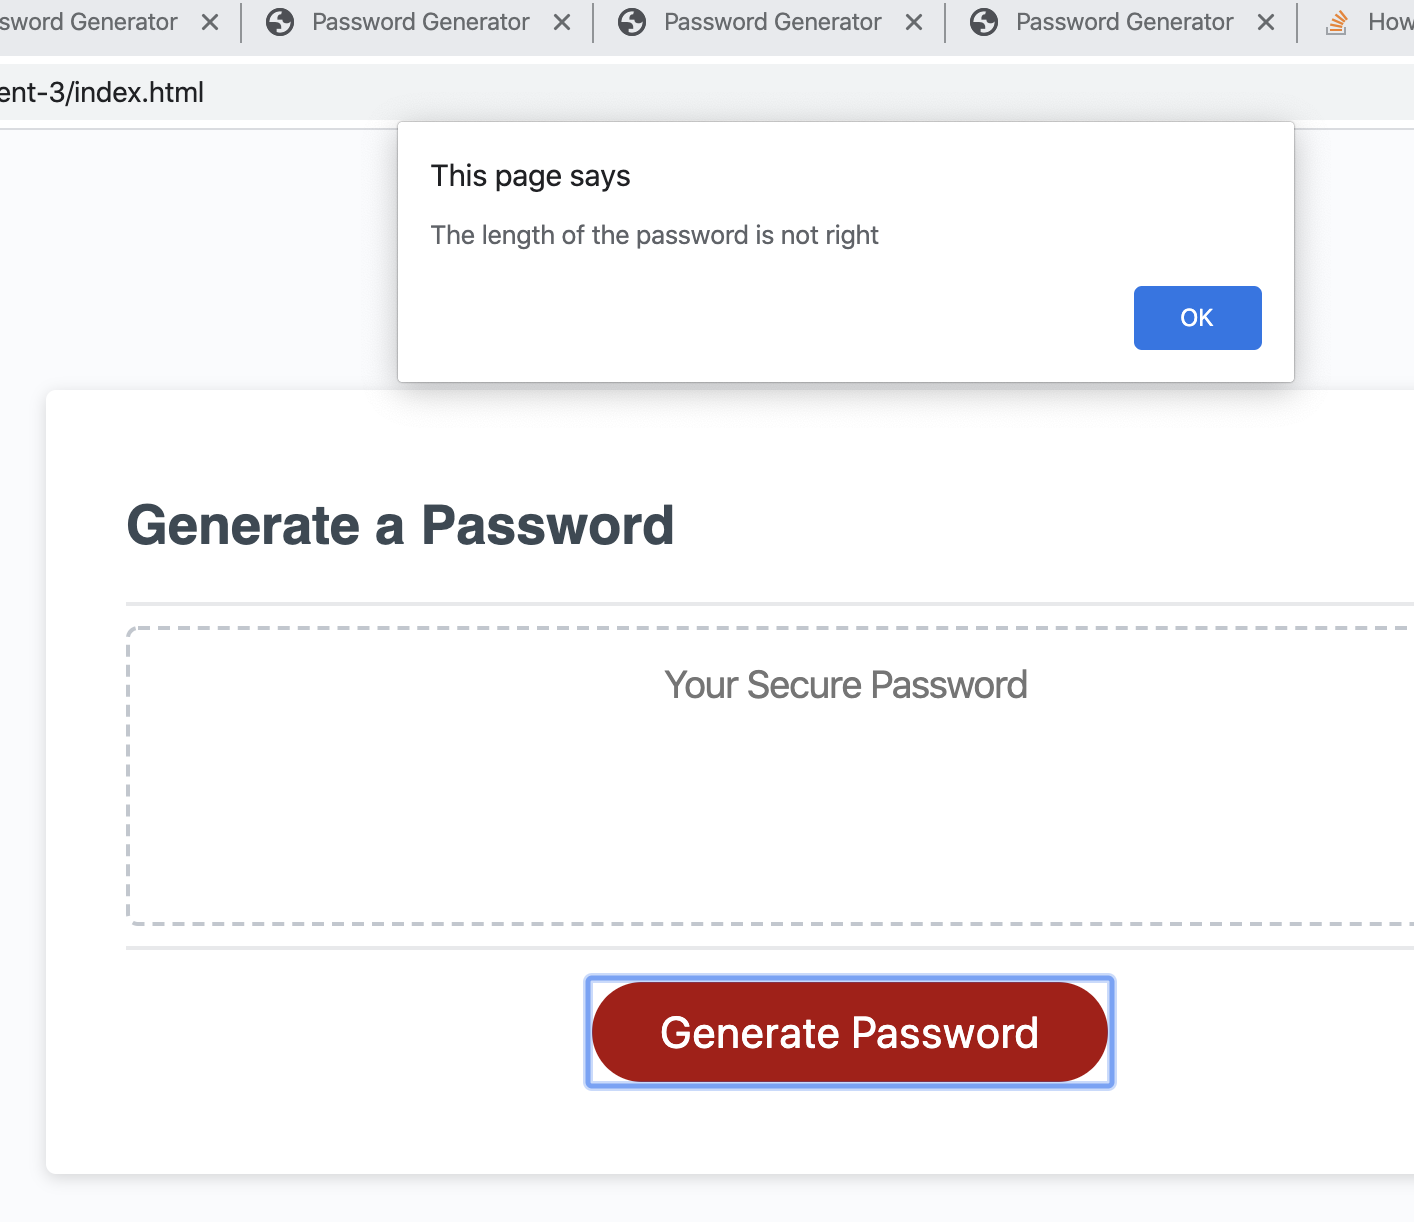 sword Generator Password Generator Password Generator Password Generator How
ent-3/index.html
This page says
The length of the password is not right
OK
Generate a Password
Your Secure Password
Generate Password